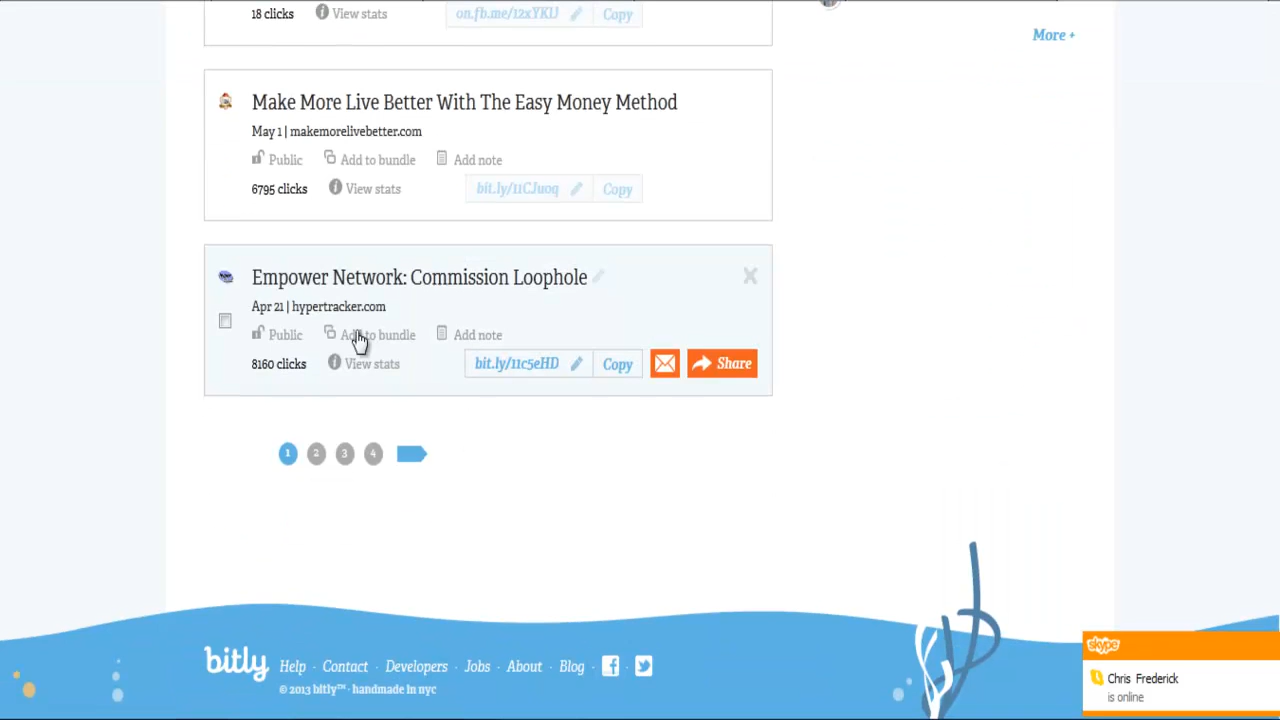 18 clicks View stats on.fb.me/12xYKIJ Copy
More +
Make More Live Better With The Easy Money Method
May 1 | makemorelivebetter.com
Public Add to bundle Add note
6795 clicks View stats bit.ly/11CJuoq Copy
Empower Network: Commission Loophole
Apr 21 | hypertracker.com
Public Add to bundle Add note
8160 clicks View stats bit.ly/11c5eHD Copy Share
1 2 3 4
bitly Help · Contact · Developers · Jobs · About · Blog
© 2013 bitly™ · handmade in nyc
skype
Chris Frederick
is online